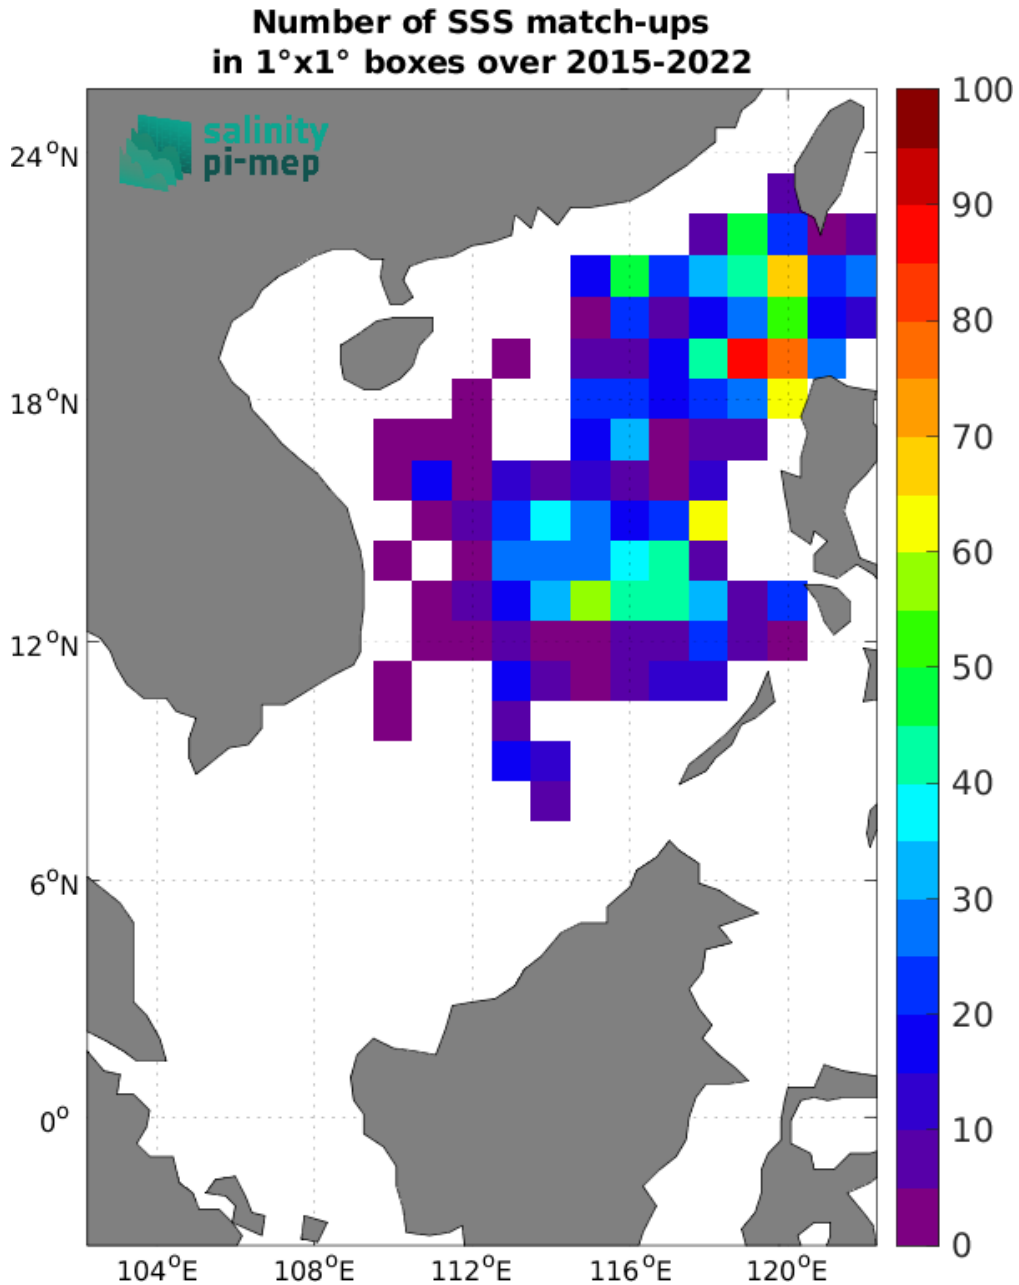 Number of SSS match-ups
in 1°x1° boxes over 2015-2022
salinity
pi-mep
24°N
18°N
12°N
6°N
0°
104°E 108°E 112°E 116°E 120°E
100
90
80
70
60
50
40
30
20
10
0